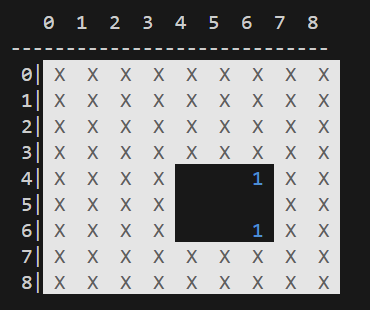 0 1 2 3 4 5 6 7 8
---------------------------
0| X X X X X X X X X
1| X X X X X X X X X
2| X X X X X X X X X
3| X X X X X X X X X
4| X X X X     1 X X
5| X X X X       X X
6| X X X X     1 X X
7| X X X X X X X X X
8| X X X X X X X X X